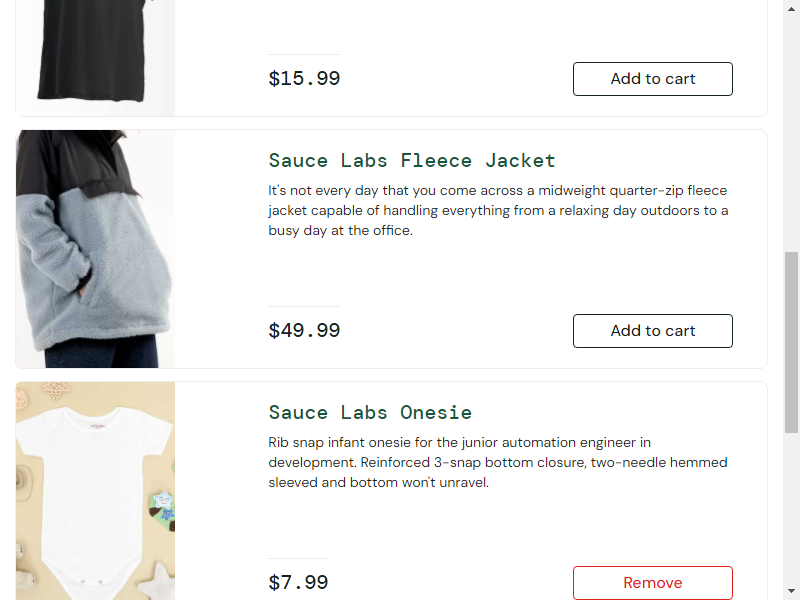 $15.99
Add to cart
Sauce Labs Fleece Jacket
It's not every day that you come across a midweight quarter-zip fleece
jacket capable of handling everything from a relaxing day outdoors to a
busy day at the office.
$49.99
Add to cart
Sauce Labs Onesie
Rib snap infant onesie for the junior automation engineer in
development. Reinforced 3-snap bottom closure, two-needle hemmed
sleeved and bottom won't unravel.
$7.99
Remove